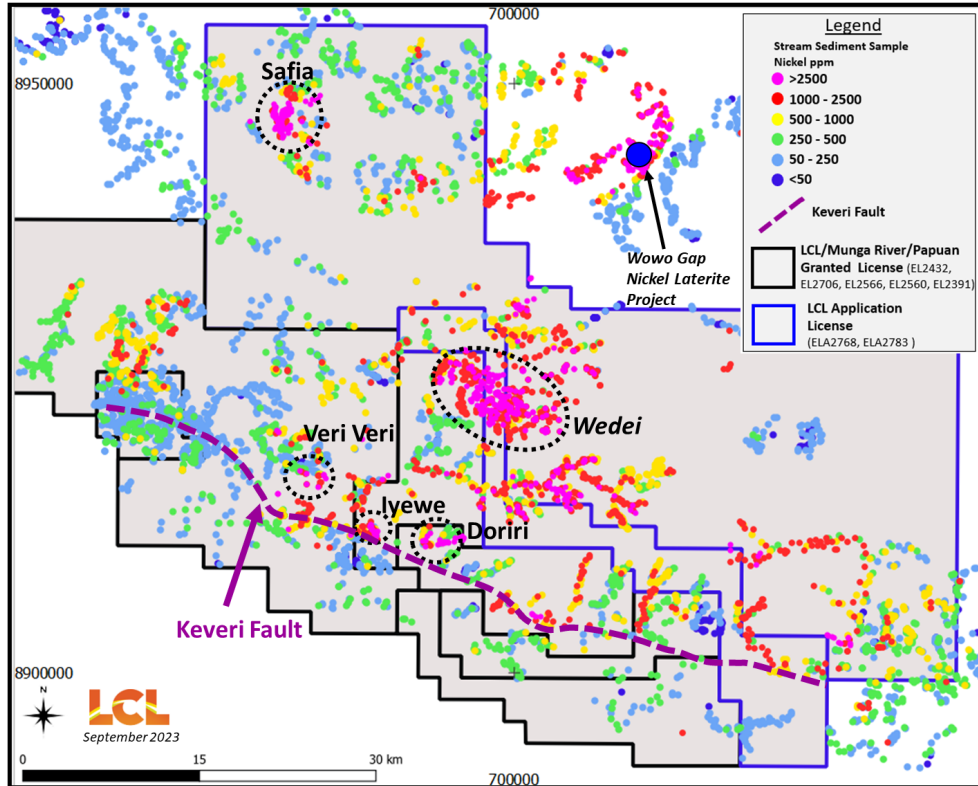 700000
Legend
Stream Sediment Sample
Nickel ppm
>2500
1000 - 2500
500 - 1000
250 - 500
50 - 250
<50
Keveri Fault
LCL/Munga River/Papuan
Granted License (EL2432,
EL2706, EL2566, EL2560, EL2391)
LCL Application
License
(ELA2768, ELA2783 )
8950000
Safia
Wowo Gap
Nickel Laterite
Project
Wedei
Veri Veri
Iyewe
Doriri
Keveri Fault
8900000
N
LCL
September 2023
0
15
30 km
700000